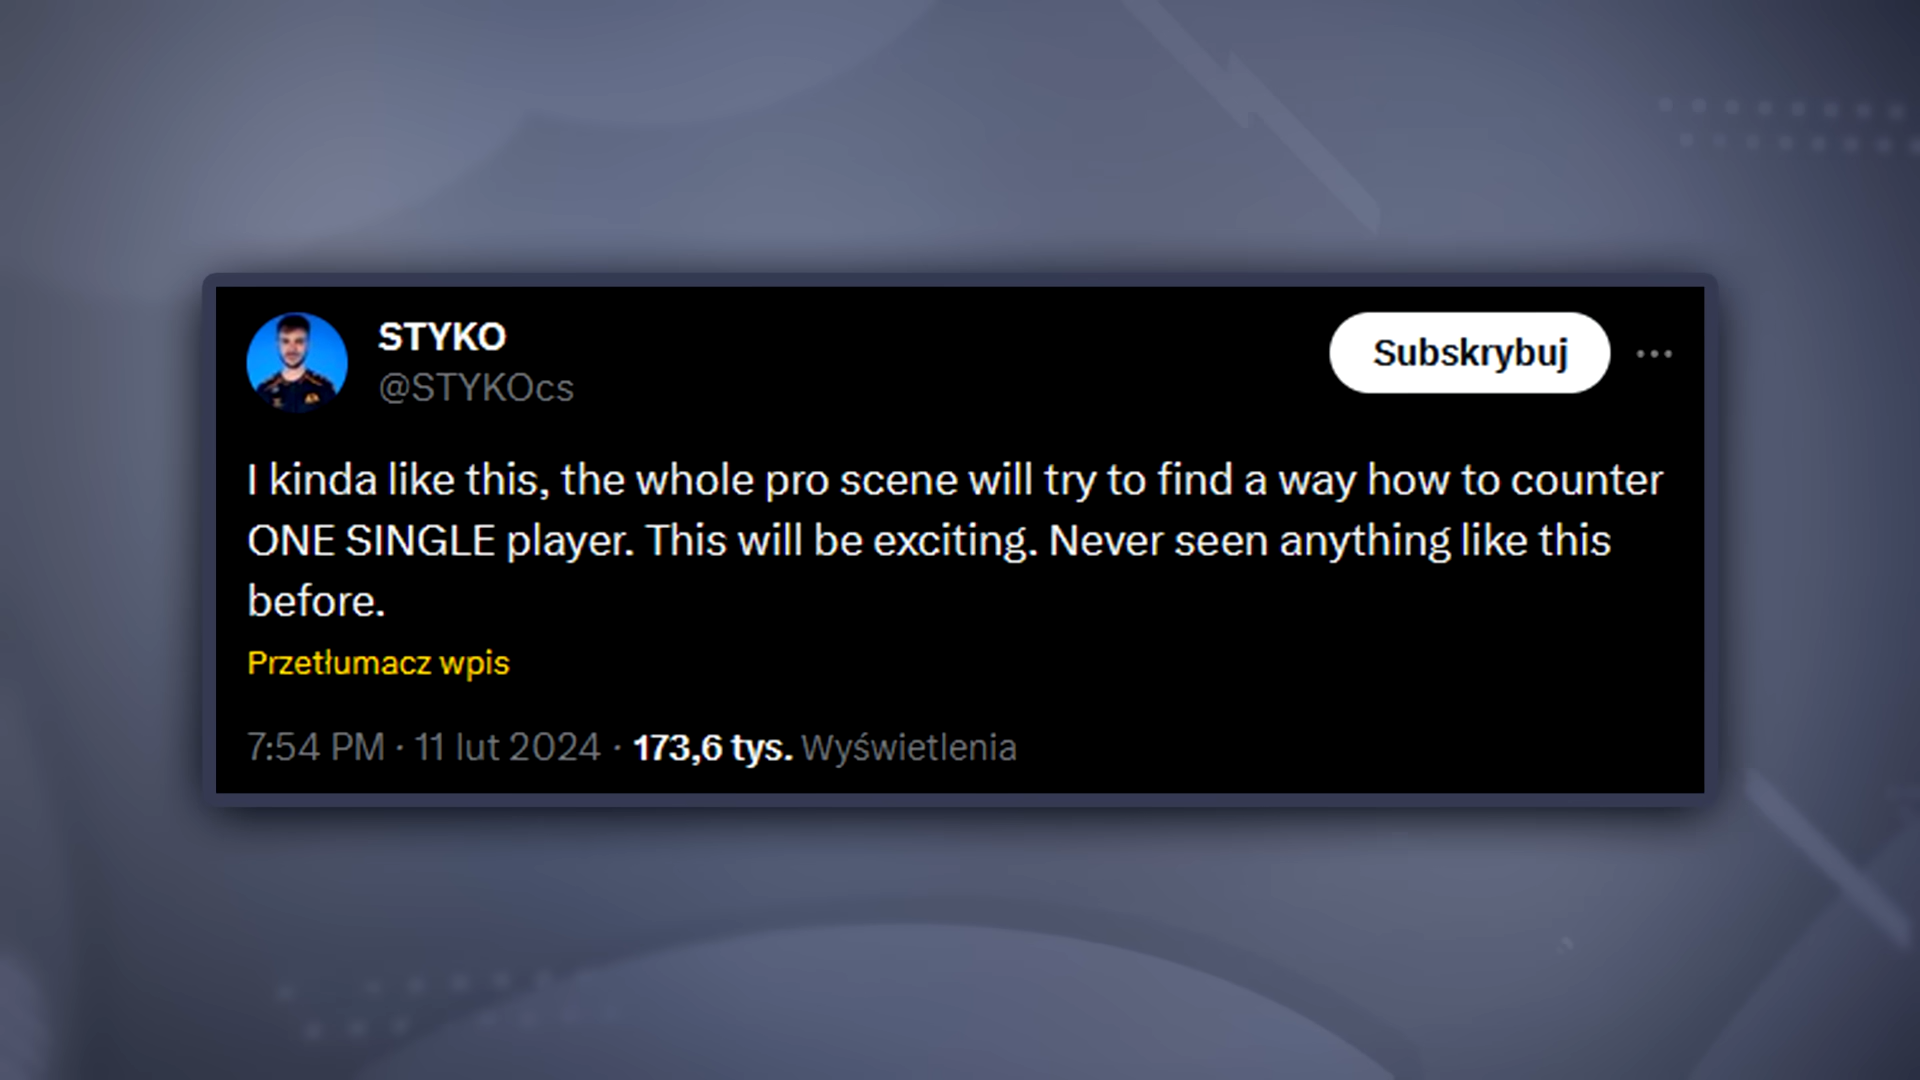 STYKO
@STYKOcs
Subskrybuj
I kinda like this, the whole pro scene will try to find a way how to counter
ONE SINGLE player. This will be exciting. Never seen anything like this
before.
Przetłumacz wpis
7:54 PM · 11 lut 2024 · 173,6 tys. Wyświetlenia